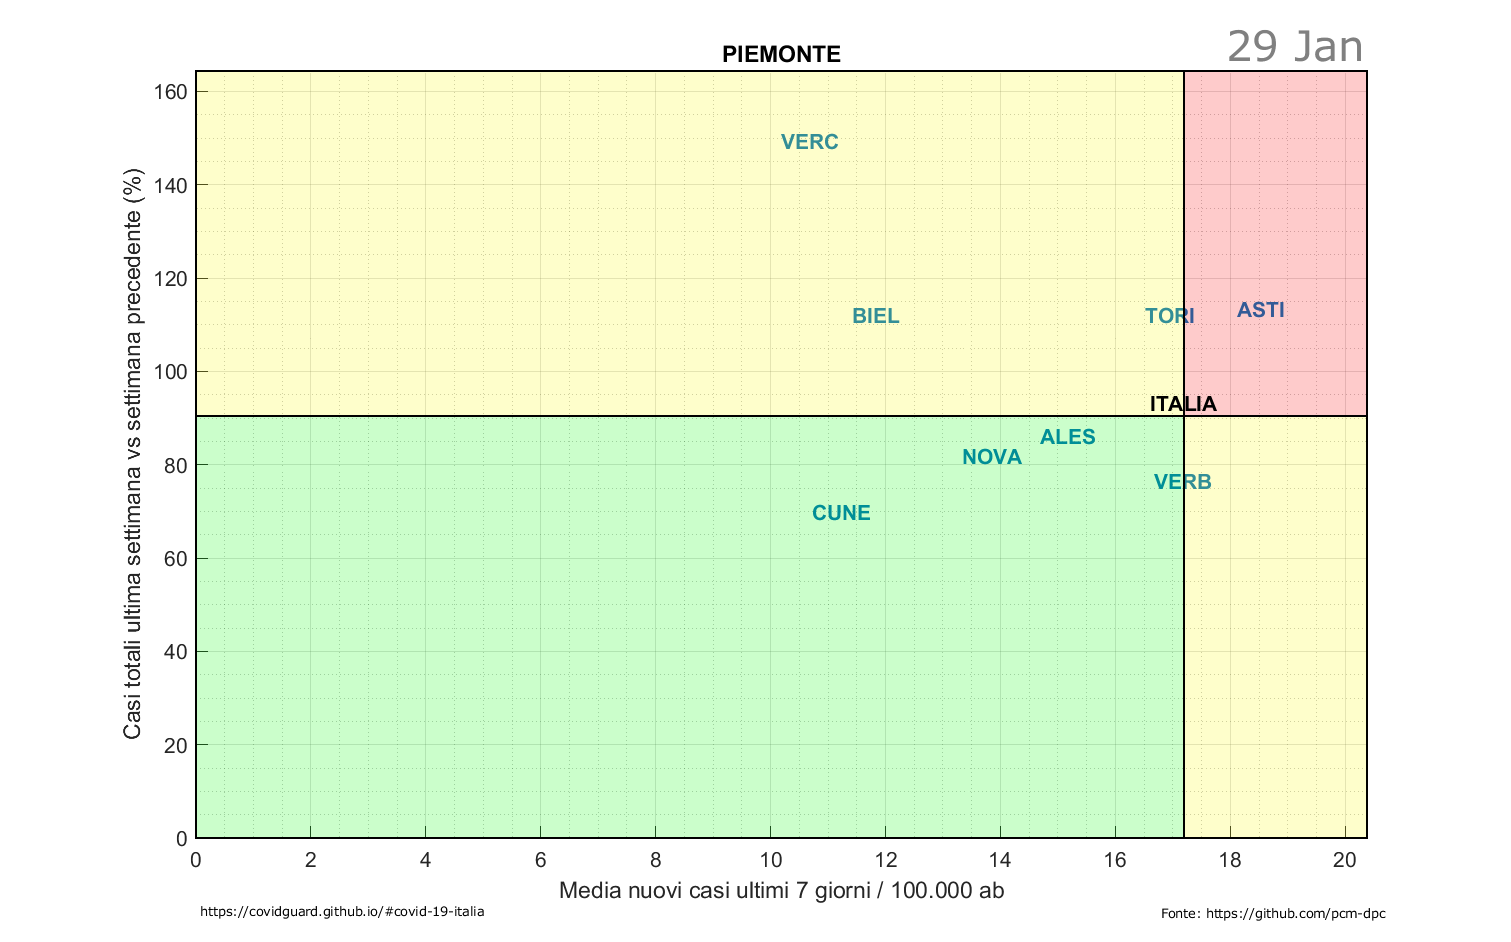 29 Jan
PIEMONTE
Casi totali ultima settimana vs settimana precedente (%)
160
140
120
100
80
60
40
20
0
VERC
BIEL
TORI
ASTI
ITALIA
ALES
NOVA
VERB
CUNE
0 2 4 6 8 10 12 14 16 18 20
Media nuovi casi ultimi 7 giorni / 100.000 ab
https://covidguard.github.io/#covid-19-italia
Fonte: https://github.com/pcm-dpc